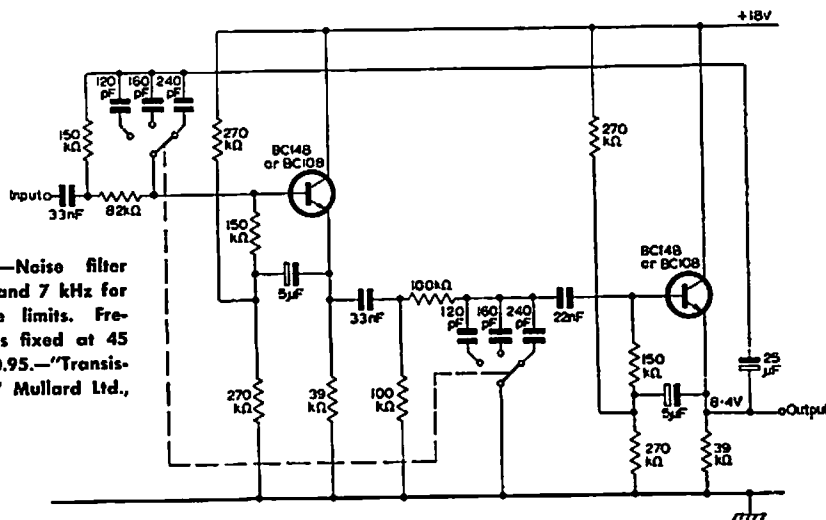 +18V
120 pF
160 pF
240 pF
150 kΩ
270 kΩ
270 kΩ
BC148
or BC108
Input
33nF
82kΩ
150 kΩ
BC148
or BC108
—Noise filter
and 7 kHz for
e limits. Fre-
s fixed at 45
0.95.—"Transis-
" Mullard Ltd.,
5μF
100kΩ
33nF
120 pF
160 pF
240 pF
22nF
150 kΩ
25 μF
270 kΩ
39 kΩ
100 kΩ
5μF
8·4V
Output
270 kΩ
39 kΩ